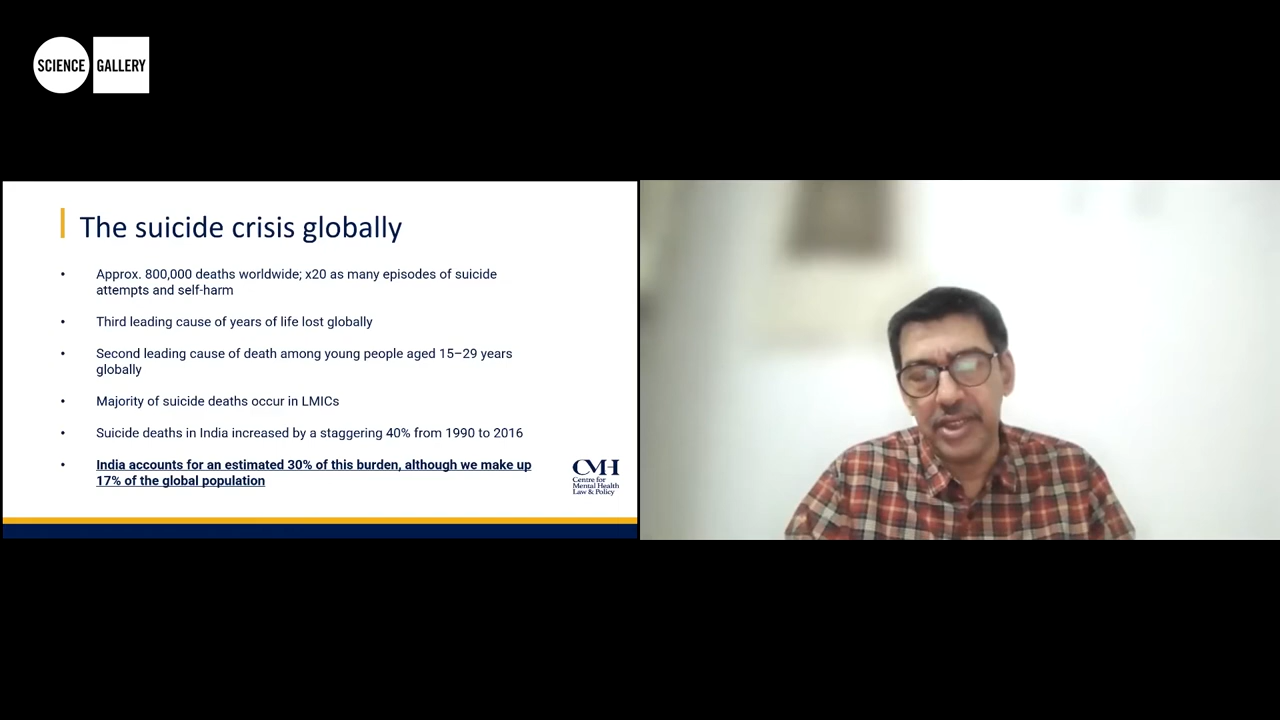 SCIENCE GALLERY
The suicide crisis globally
• Approx. 800,000 deaths worldwide; x20 as many episodes of suicide
attempts and self-harm
• Third leading cause of years of life lost globally
• Second leading cause of death among young people aged 15–29 years
globally
• Majority of suicide deaths occur in LMICs
• Suicide deaths in India increased by a staggering 40% from 1990 to 2016
• India accounts for an estimated 30% of this burden, although we make up
17% of the global population
CMH
Centre for
Mental Health
Law & Policy